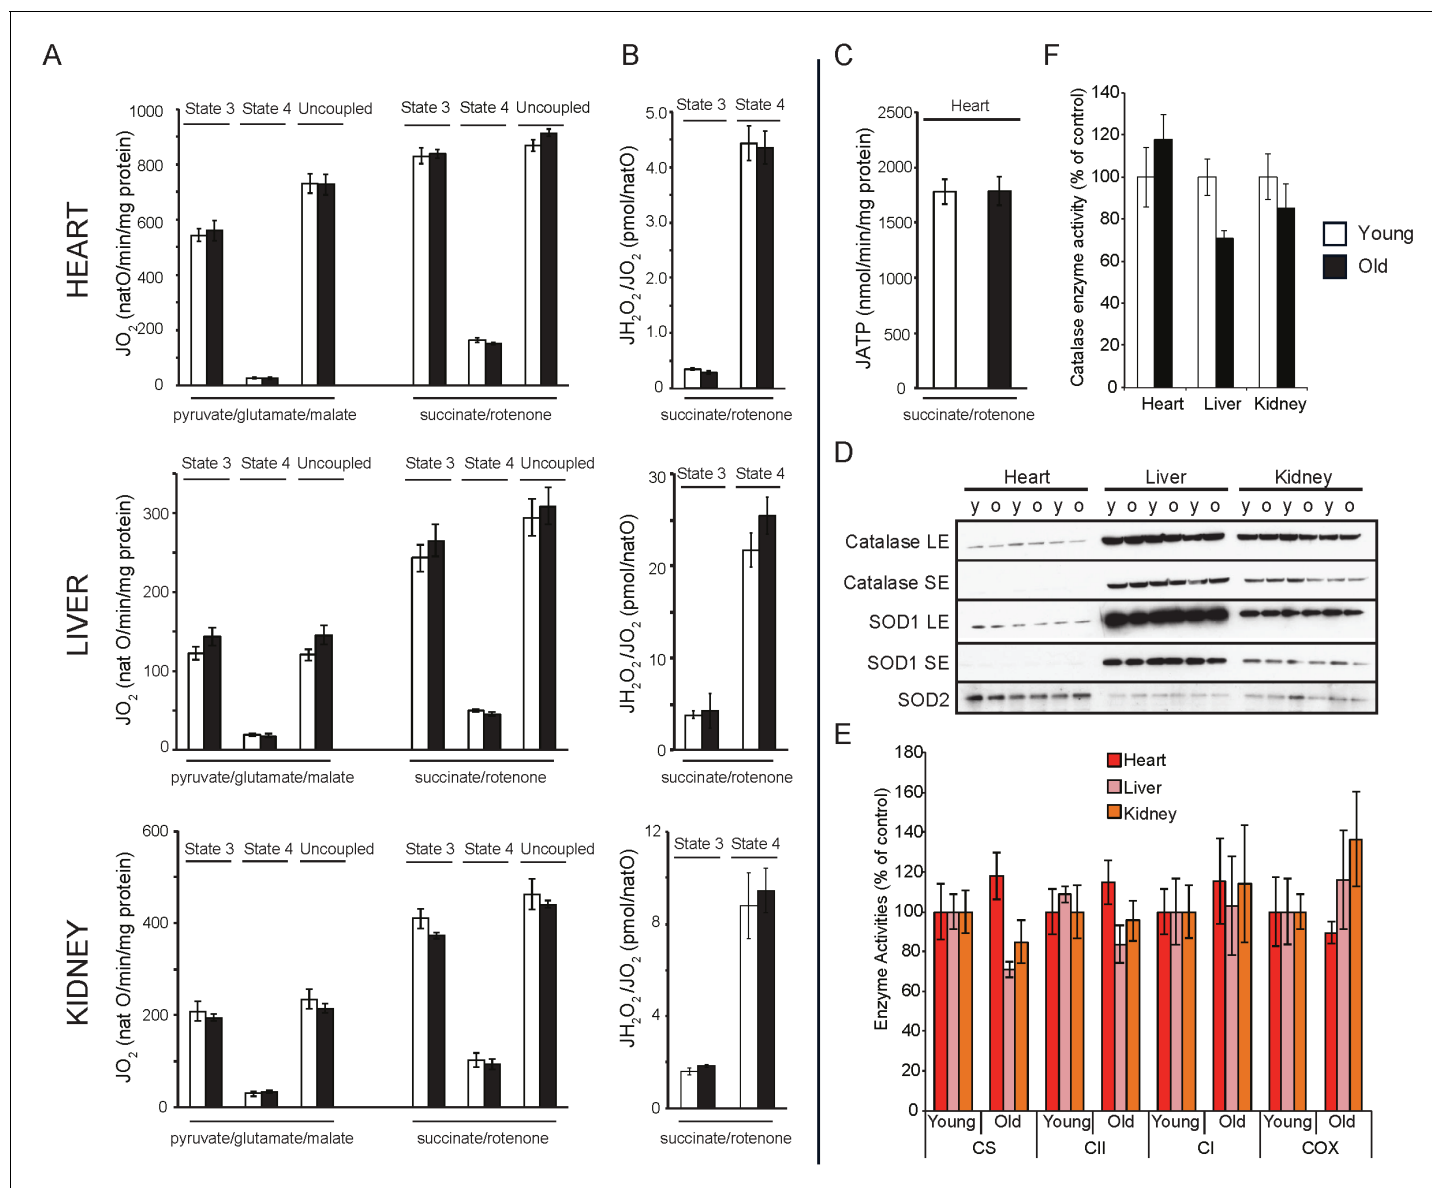 A
B
C
F
HEART
State 3 State 4 Uncoupled
State 3 State 4 Uncoupled
JO2 (natO/min/mg protein)
1000
800
600
400
200
0
pyruvate/glutamate/malate
succinate/rotenone
State 3 State 4
JH2O2/JO2 (pmol/natO)
5.0
4.0
3.0
2.0
1.0
0
succinate/rotenone
Heart
JATP (nmol/min/mg protein)
2500
2000
1500
1000
500
0
succinate/rotenone
Catalase enzyme activity (% of control)
140
120
100
80
60
40
20
0
Heart Liver Kidney
Young
Old
LIVER
State 3 State 4 Uncoupled
State 3 State 4 Uncoupled
JO2 (nat O/min/mg protein)
300
200
100
0
pyruvate/glutamate/malate
succinate/rotenone
State 3 State 4
JH2O2/JO2 (pmol/natO)
30
20
10
0
succinate/rotenone
D
Heart Liver Kidney
y o y o y o y o y o y o y o y o y o
Catalase LE
Catalase SE
SOD1 LE
SOD1 SE
SOD2
KIDNEY
State 3 State 4 Uncoupled
State 3 State 4 Uncoupled
JO2 (nat O/min/mg protein)
600
400
200
0
pyruvate/glutamate/malate
succinate/rotenone
State 3 State 4
JH2O2/JO2 (pmol/natO)
12
8
4
0
succinate/rotenone
E
Enzyme Activities (% of control)
180
160
140
120
100
80
60
40
20
0
Heart
Liver
Kidney
Young Old Young Old Young Old Young Old
CS CII CI COX